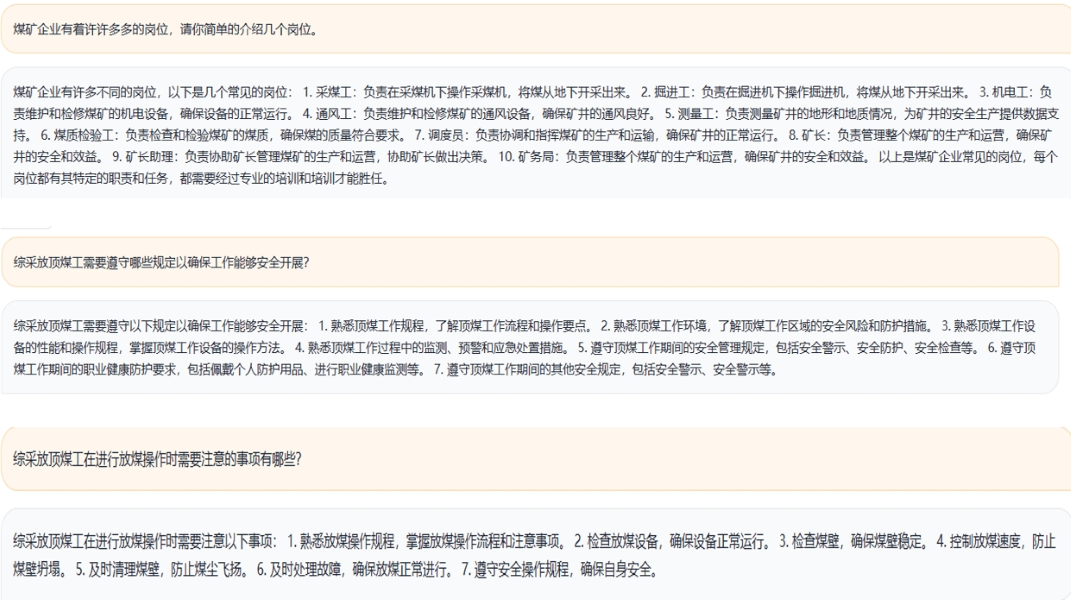 煤矿企业有着许许多多的岗位，请你简单的介绍几个岗位。
煤矿企业有许多不同的岗位，以下是几个常见的岗位： 1. 采煤工：负责在采煤机下操作采煤机，将煤从地下开采出来。 2. 掘进工：负责在掘进机下操作掘进机，将煤从地下开采出来。 3. 机电工：负
责维护和检修煤矿的机电设备，确保设备的正常运行。 4. 通风工：负责维护和检修煤矿的通风设备，确保矿井的通风良好。 5. 测量工：负责测量矿井的地形和地质情况，为矿井的安全生产提供数据支
持。 6. 煤质检验工：负责检查和检验煤矿的煤质，确保煤的质量符合要求。 7. 调度员：负责协调和指挥煤矿的生产和运输，确保矿井的正常运行。 8. 矿长：负责管理整个煤矿的生产和运营，确保矿
井的安全和效益。 9. 矿长助理：负责协助矿长管理煤矿的生产和运营，协助矿长做出决策。 10. 矿务局：负责管理整个煤矿的生产和运营，确保矿井的安全和效益。 以上是煤矿企业常见的岗位，每个
岗位都有其特定的职责和任务，都需要经过专业的培训和培训才能胜任。
综采放顶煤工需要遵守哪些规定以确保工作能够安全开展？
综采放顶煤工需要遵守以下规定以确保工作能够安全开展： 1. 熟悉顶煤工作规程，了解顶煤工作流程和操作要点。 2. 熟悉顶煤工作环境，了解顶煤工作区域的安全风险和防护措施。 3. 熟悉顶煤工作设
备的性能和操作规程，掌握顶煤工作设备的操作方法。 4. 熟悉顶煤工作过程中的监测、预警和应急处置措施。 5. 遵守顶煤工作期间的安全管理规定，包括安全警示、安全防护、安全检查等。 6. 遵守顶
煤工作期间的职业健康防护要求，包括佩戴个人防护用品、进行职业健康监测等。 7. 遵守顶煤工作期间的其他安全规定，包括安全警示、安全警示等。
综采放顶煤工在进行放煤操作时需要注意的事项有哪些？
综采放顶煤工在进行放煤操作时需要注意以下事项： 1. 熟悉放煤操作规程，掌握放煤操作流程和注意事项。 2. 检查放煤设备，确保设备正常运行。 3. 检查煤壁，确保煤壁稳定。 4. 控制放煤速度，防止
煤壁坍塌。 5. 及时清理煤壁，防止煤尘飞扬。 6. 及时处理故障，确保放煤正常进行。 7. 遵守安全操作规程，确保自身安全。